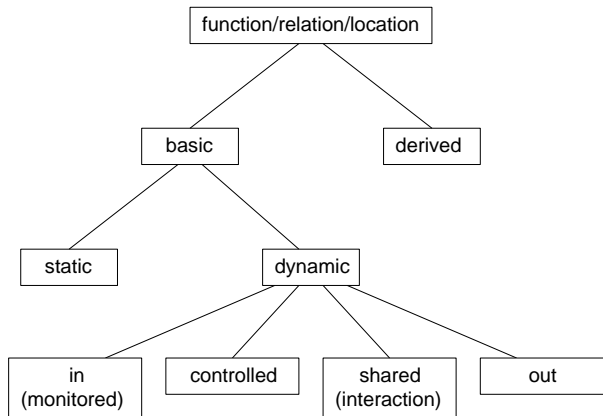 function/relation/location
basic
derived
static
dynamic
in
(monitored)
controlled
shared
(interaction)
out